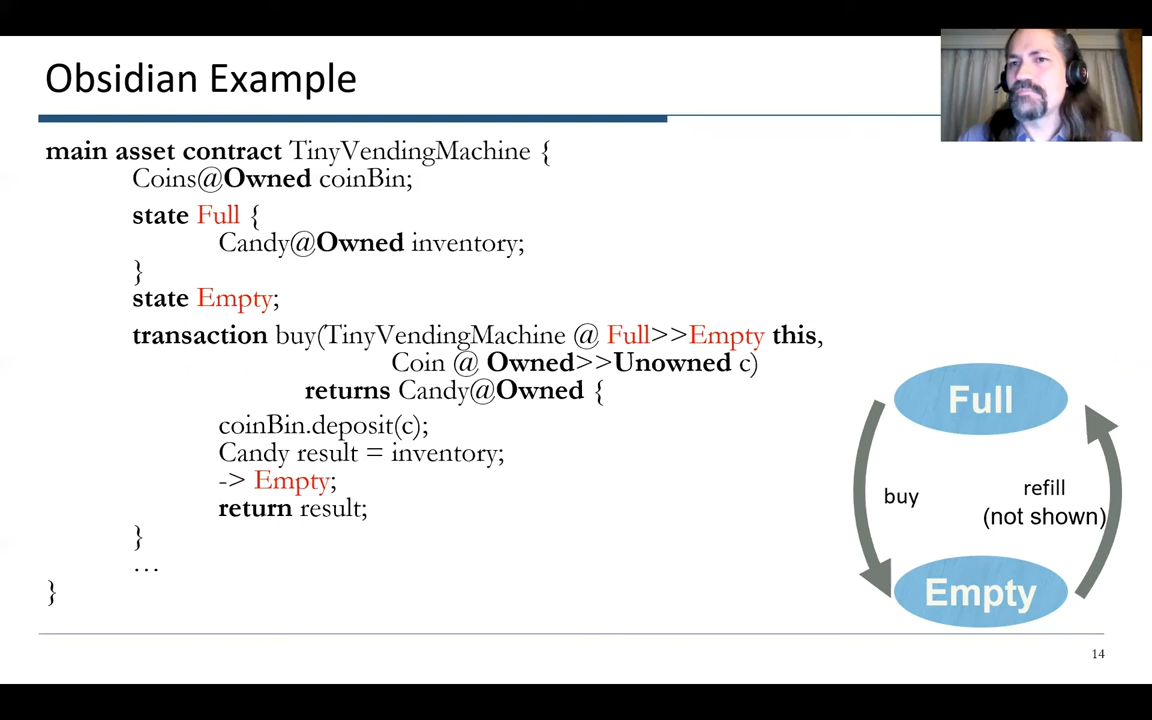 Obsidian Example
main asset contract TinyVendingMachine {
Coins@Owned coinBin;
state Full {
Candy@Owned inventory;
}
state Empty;
transaction buy(TinyVendingMachine @ Full>>Empty this,
Coin @ Owned>>Unowned c)
returns Candy@Owned {
coinBin.deposit(c);
Candy result = inventory;
-> Empty;
return result;
}
…
}
Full
buy
refill
(not shown)
Empty
14